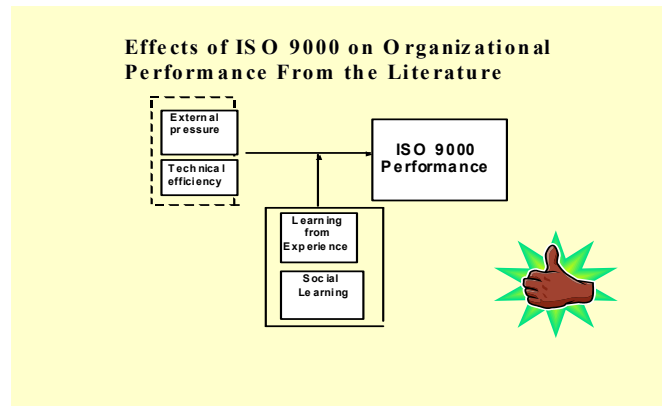 Effects of ISO 9000 on Organizational
Performance From the Literature
External
pressure
Technical
efficiency
ISO 9000
Performance
Learning
from
Experience
Social
Learning